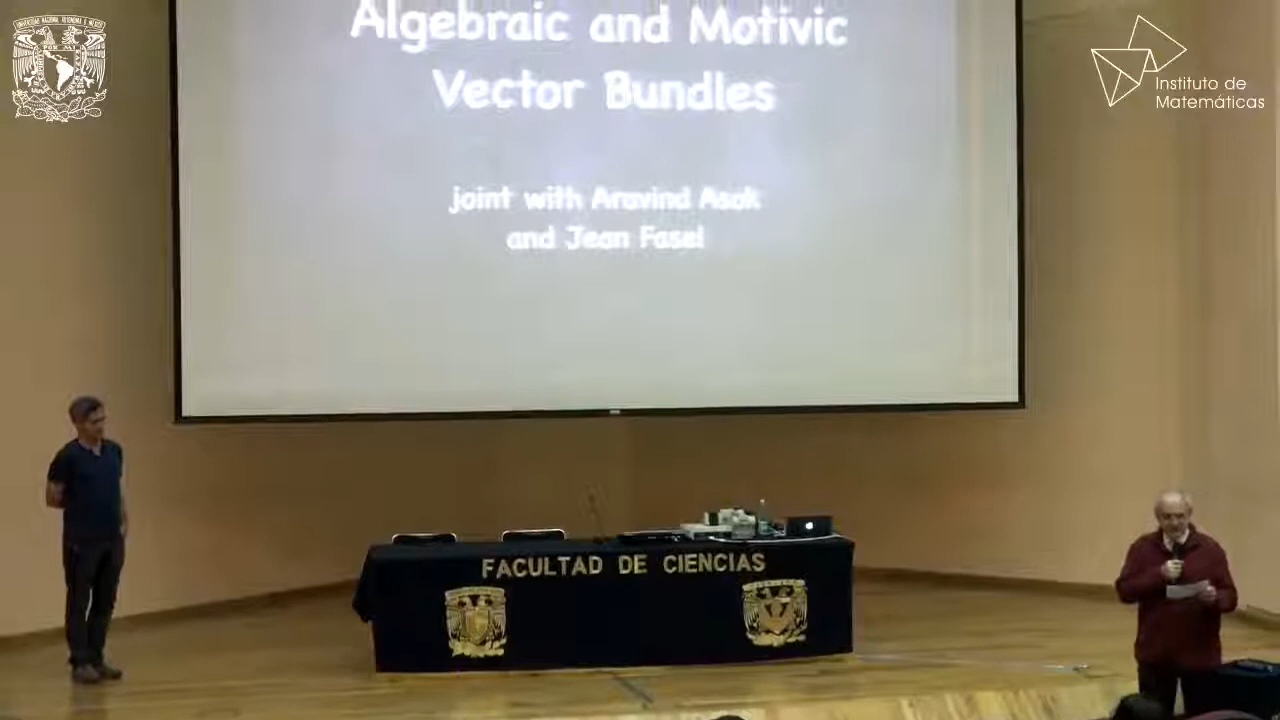 Algebraic and Motivic
Vector Bundles
joint with Aravind Asok
and Jean Fasel
Instituto de
Matemáticas
FACULTAD DE CIENCIAS